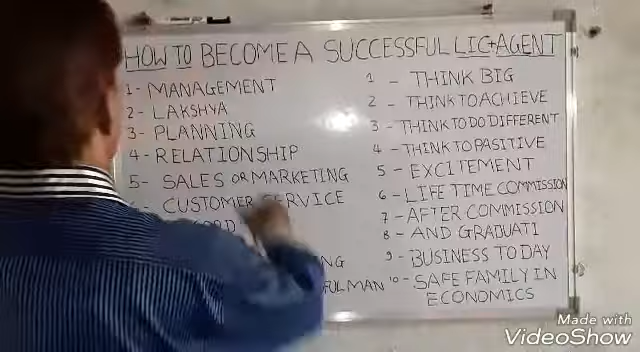 HOW TO BECOME A SUCCESSFUL LIC+AGENT
1- MANAGEMENT
2- LAKSHYA
3- PLANNING
4- RELATIONSHIP
5- SALES OR MARKETING
CUSTOMER SERVICE
1 - THINK BIG
2 - THINK TO ACHIEVE
3 - THINK TO DO DIFFERENT
4 - THINK TO PASITIVE
5 - EXCITEMENT
6 - LIFE TIME COMMISSION
7 - AFTER COMMISSION
8 - AND GRADUATI
9 - BUSINESS TODAY
10 - SAFE FAMILY IN
ECONOMICS
Made with
VideoShow